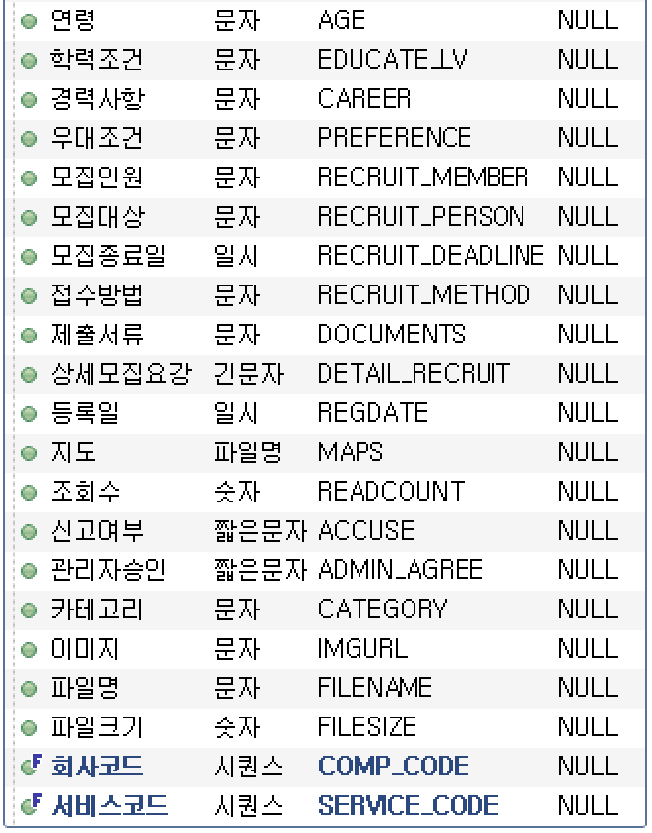 연령 문자 AGE NULL
학력조건 문자 EDUCATE_LV NULL
경력사항 문자 CAREER NULL
우대조건 문자 PREFERENCE NULL
모집인원 문자 RECRUIT_MEMBER NULL
모집대상 문자 RECRUIT_PERSON NULL
모집종료일 일시 RECRUIT_DEADLINE NULL
접수방법 문자 RECRUIT_METHOD NULL
제출서류 문자 DOCUMENTS NULL
상세모집요강 긴문자 DETAIL_RECRUIT NULL
등록일 일시 REGDATE NULL
지도 파일명 MAPS NULL
조회수 숫자 READCOUNT NULL
신고여부 짧은문자 ACCUSE NULL
관리자승인 짧은문자 ADMIN_AGREE NULL
카테고리 문자 CATEGORY NULL
이미지 문자 IMGURL NULL
파일명 문자 FILENAME NULL
파일크기 숫자 FILESIZE NULL
F 회사코드 시퀀스 COMP_CODE NULL
F 서비스코드 시퀀스 SERVICE_CODE NULL